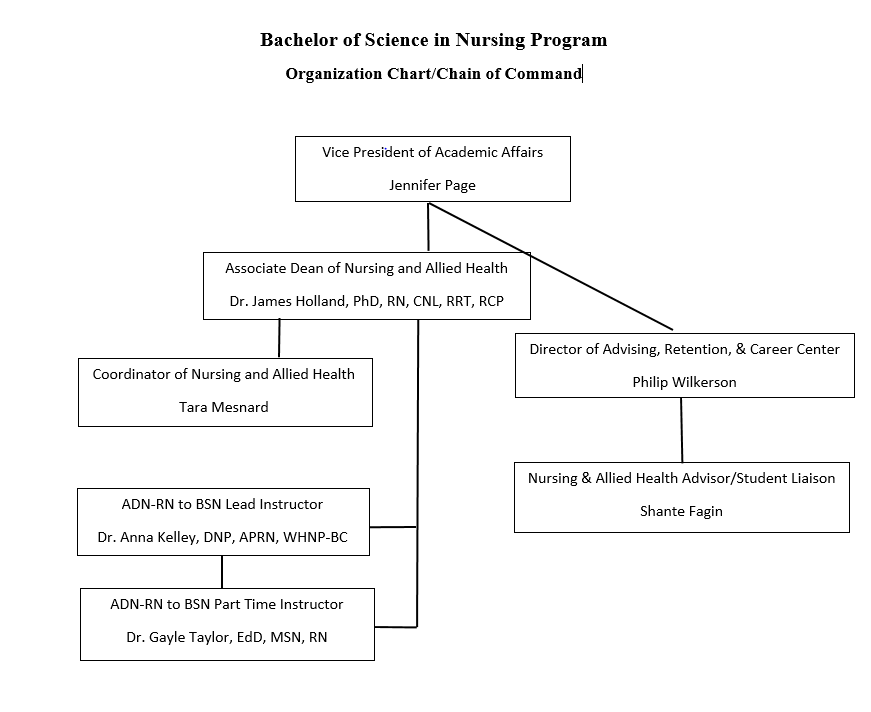 Bachelor of Science in Nursing Program
Organization Chart/Chain of Command
Vice President of Academic Affairs
Jennifer Page
Associate Dean of Nursing and Allied Health
Dr. James Holland, PhD, RN, CNL, RRT, RCP
Director of Advising, Retention, & Career Center
Philip Wilkerson
Coordinator of Nursing and Allied Health
Tara Mesnard
Nursing & Allied Health Advisor/Student Liaison
Shante Fagin
ADN-RN to BSN Lead Instructor
Dr. Anna Kelley, DNP, APRN, WHNP-BC
ADN-RN to BSN Part Time Instructor
Dr. Gayle Taylor, EdD, MSN, RN